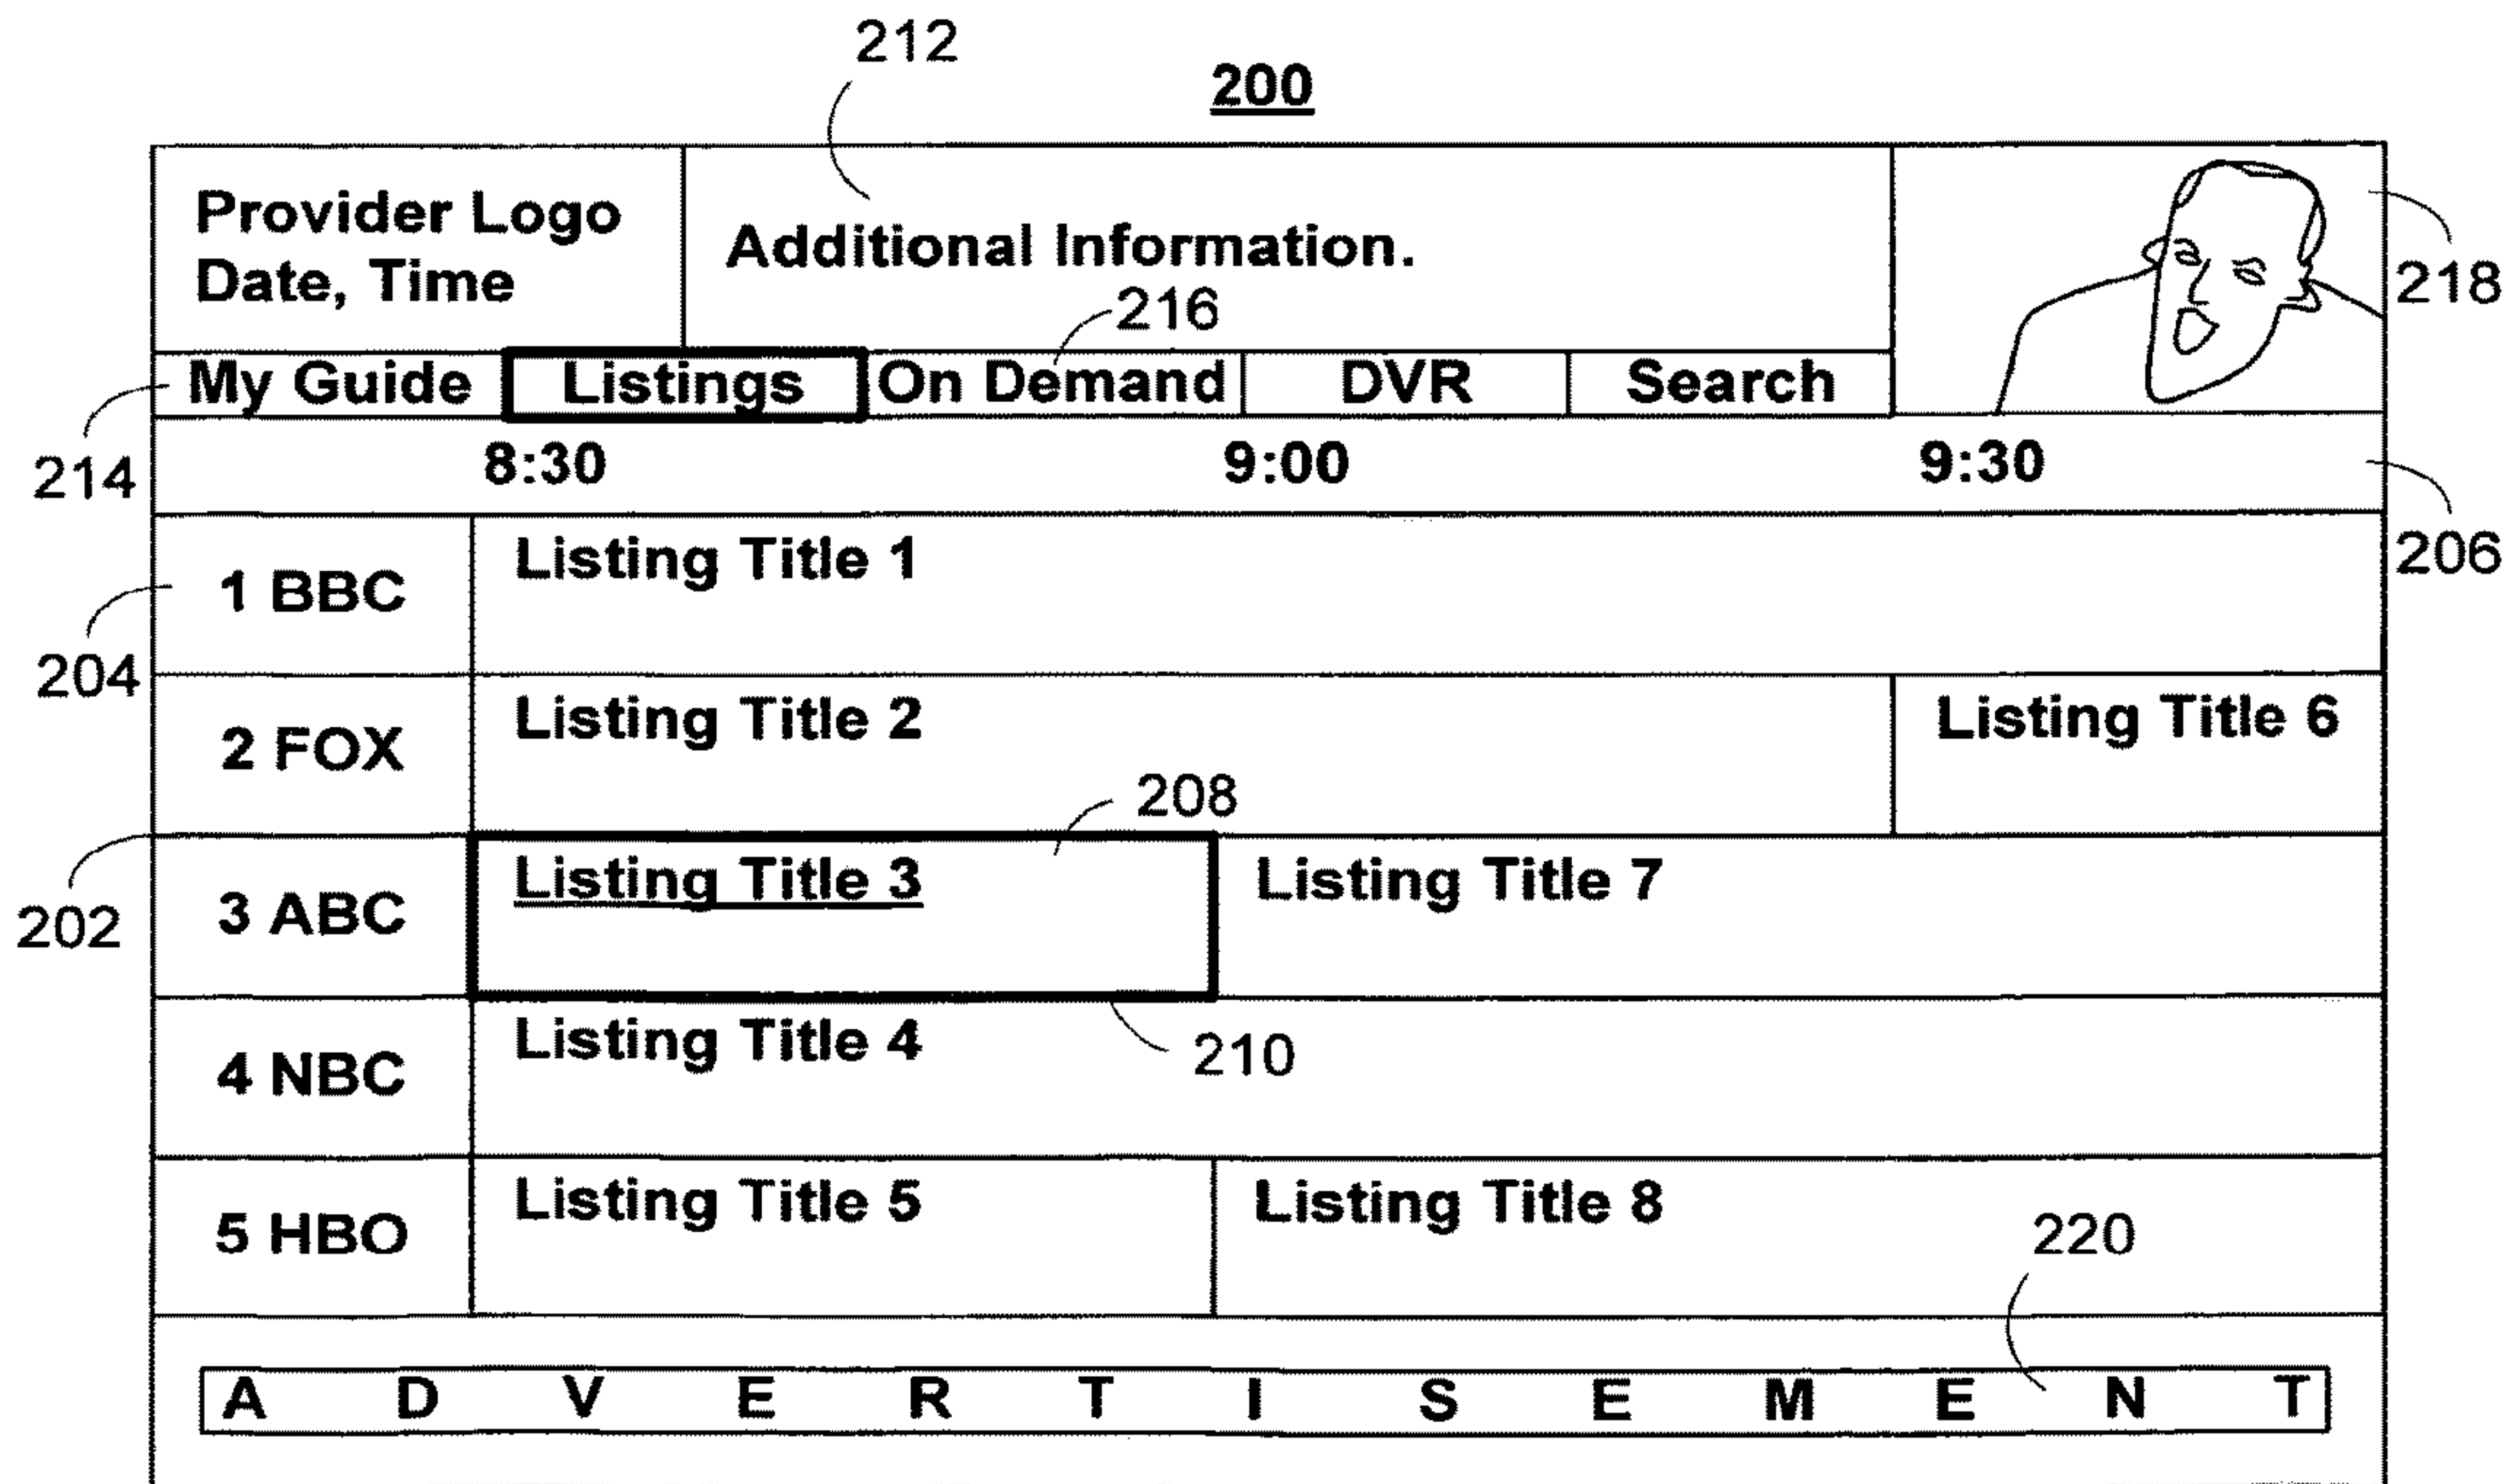 212
200
Provider Logo
Date, Time
Additional Information.
216
218
My Guide Listings On Demand DVR Search
214
8:30 9:00 9:30
206
1 BBC Listing Title 1
204
2 FOX Listing Title 2 Listing Title 6
208
202
3 ABC Listing Title 3 Listing Title 7
210
4 NBC Listing Title 4
5 HBO Listing Title 5 Listing Title 8
220
A D V E R T I S E M E N T